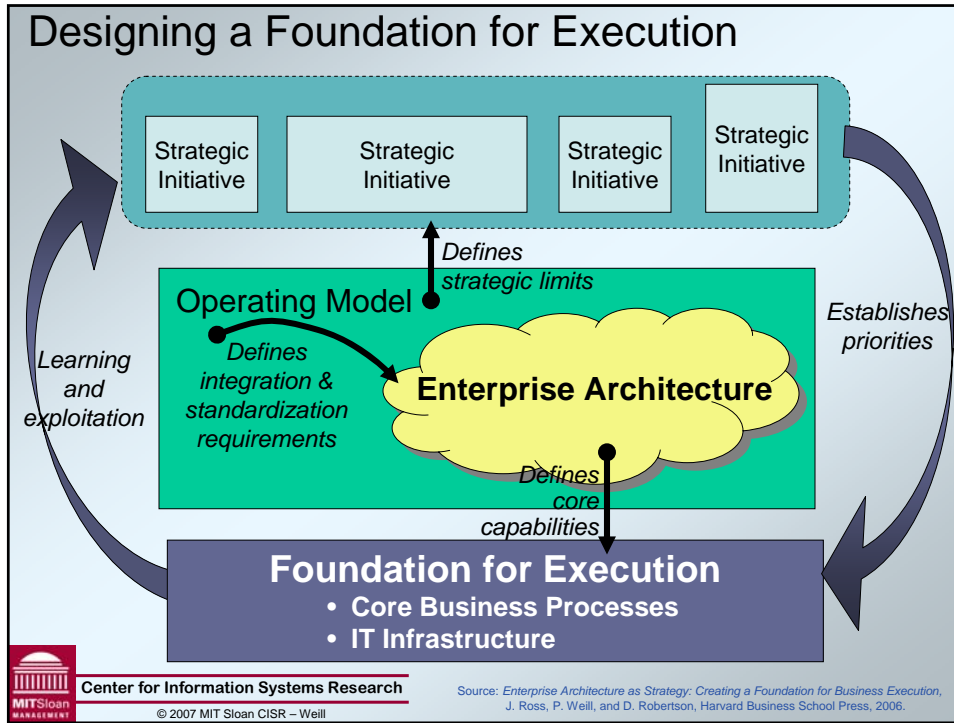 Designing a Foundation for Execution
Strategic
Initiative
Strategic
Initiative
Strategic
Initiative
Strategic
Initiative
Defines
strategic limits
Operating Model
Defines
integration &
standardization
requirements
Enterprise Architecture
Establishes
priorities
Learning
and
exploitation
Defines
core
capabilities
Foundation for Execution
• Core Business Processes
• IT Infrastructure
MITSloan
MANAGEMENT
Center for Information Systems Research
© 2007 MIT Sloan CISR – Weill
Source: Enterprise Architecture as Strategy: Creating a Foundation for Business Execution,
J. Ross, P. Weill, and D. Robertson, Harvard Business School Press, 2006.